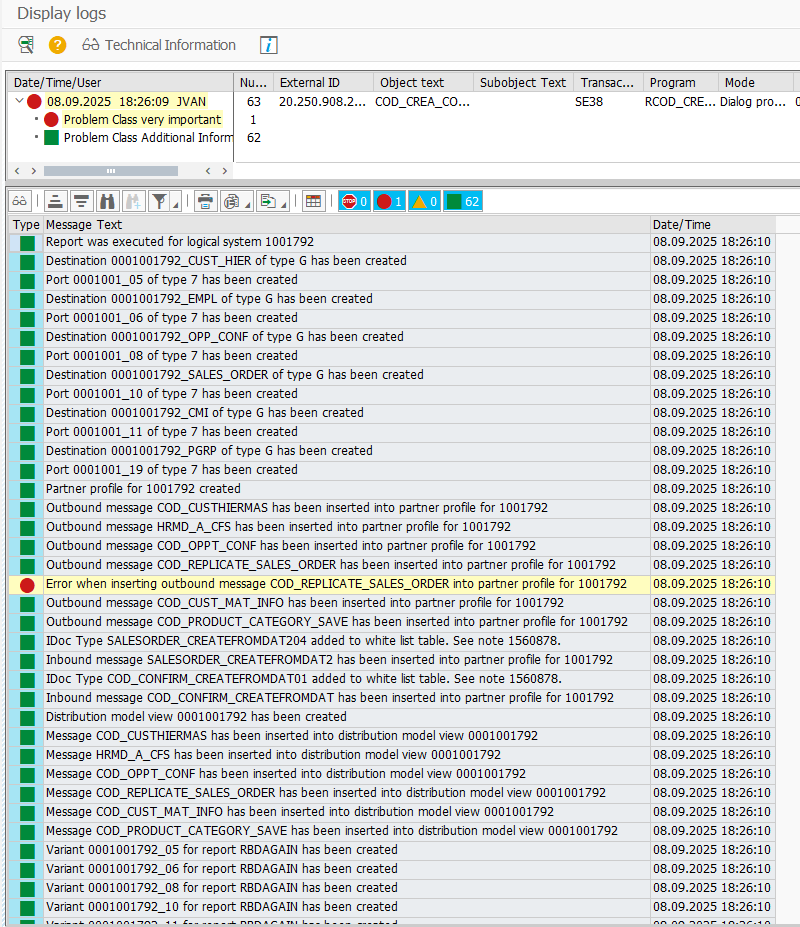 Display logs
Technical Information
Date/Time/User Nu... External ID Object text Subobject Text Transac... Program Mode
08.09.2025 18:26:09 JVAN 63 20.250.908.2... COD_CREA_CO... SE38 RCOD_CRE... Dialog pro...
Problem Class very important 1
Problem Class Additional Inform 62
STOP 0 1 0 62
Type Message Text Date/Time
Report was executed for logical system 1001792 08.09.2025 18:26:10
Destination 0001001792_CUST_HIER of type G has been created 08.09.2025 18:26:10
Port 0001001_05 of type 7 has been created 08.09.2025 18:26:10
Destination 0001001792_EMPL of type G has been created 08.09.2025 18:26:10
Port 0001001_06 of type 7 has been created 08.09.2025 18:26:10
Destination 0001001792_OPP_CONF of type G has been created 08.09.2025 18:26:10
Port 0001001_08 of type 7 has been created 08.09.2025 18:26:10
Destination 0001001792_SALES_ORDER of type G has been created 08.09.2025 18:26:10
Port 0001001_10 of type 7 has been created 08.09.2025 18:26:10
Destination 0001001792_CMI of type G has been created 08.09.2025 18:26:10
Port 0001001_11 of type 7 has been created 08.09.2025 18:26:10
Destination 0001001792_PGRP of type G has been created 08.09.2025 18:26:10
Port 0001001_19 of type 7 has been created 08.09.2025 18:26:10
Partner profile for 1001792 created 08.09.2025 18:26:10
Outbound message COD_CUSTHIERMAS has been inserted into partner profile for 1001792 08.09.2025 18:26:10
Outbound message HRMD_A_CFS has been inserted into partner profile for 1001792 08.09.2025 18:26:10
Outbound message COD_OPPT_CONF has been inserted into partner profile for 1001792 08.09.2025 18:26:10
Outbound message COD_REPLICATE_SALES_ORDER has been inserted into partner profile for 1001792 08.09.2025 18:26:10
Error when inserting outbound message COD_REPLICATE_SALES_ORDER into partner profile for 1001792 08.09.2025 18:26:10
Outbound message COD_CUST_MAT_INFO has been inserted into partner profile for 1001792 08.09.2025 18:26:10
Outbound message COD_PRODUCT_CATEGORY_SAVE has been inserted into partner profile for 1001792 08.09.2025 18:26:10
IDoc Type SALESORDER_CREATEFROMDAT204 added to white list table. See note 1560878. 08.09.2025 18:26:10
Inbound message SALESORDER_CREATEFROMDAT2 has been inserted into partner profile for 1001792 08.09.2025 18:26:10
IDoc Type COD_CONFIRM_CREATEFROMDAT01 added to white list table. See note 1560878. 08.09.2025 18:26:10
Inbound message COD_CONFIRM_CREATEFROMDAT has been inserted into partner profile for 1001792 08.09.2025 18:26:10
Distribution model view 0001001792 has been created 08.09.2025 18:26:10
Message COD_CUSTHIERMAS has been inserted into distribution model view 0001001792 08.09.2025 18:26:10
Message HRMD_A_CFS has been inserted into distribution model view 0001001792 08.09.2025 18:26:10
Message COD_OPPT_CONF has been inserted into distribution model view 0001001792 08.09.2025 18:26:10
Message COD_REPLICATE_SALES_ORDER has been inserted into distribution model view 0001001792 08.09.2025 18:26:10
Message COD_CUST_MAT_INFO has been inserted into distribution model view 0001001792 08.09.2025 18:26:10
Message COD_PRODUCT_CATEGORY_SAVE has been inserted into distribution model view 0001001792 08.09.2025 18:26:10
Variant 0001001792_05 for report RBDAGAIN has been created 08.09.2025 18:26:10
Variant 0001001792_06 for report RBDAGAIN has been created 08.09.2025 18:26:10
Variant 0001001792_08 for report RBDAGAIN has been created 08.09.2025 18:26:10
Variant 0001001792_10 for report RBDAGAIN has been created 08.09.2025 18:26:10
Variant 0001001792_11 for report RBDAGAIN has been created 08.09.2025 18:26:10